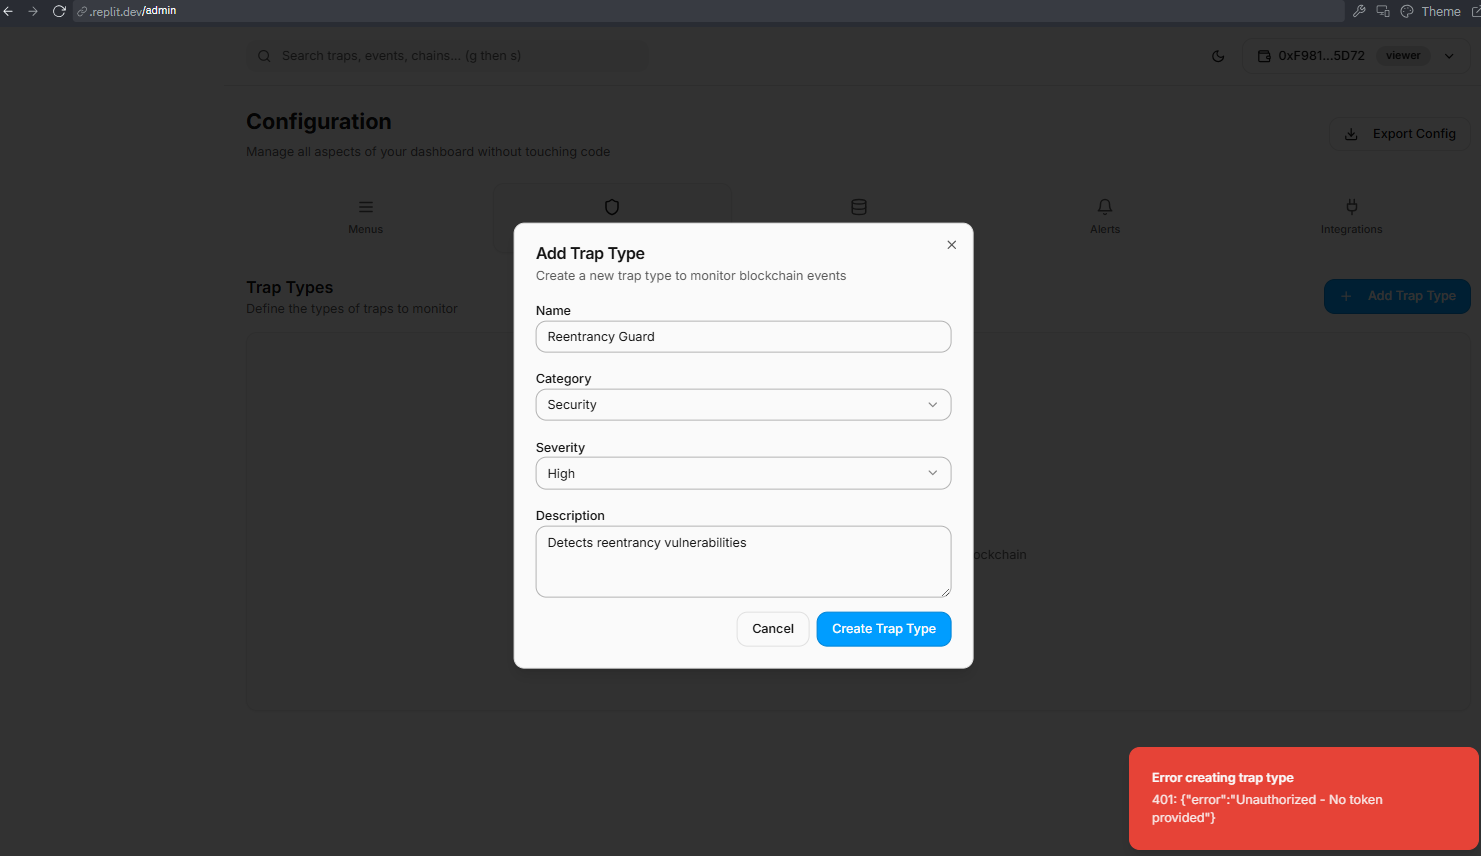 .replit.dev/admin
Theme
Search traps, events, chains... (g then s)
0xF981...5D72
viewer
Configuration
Manage all aspects of your dashboard without touching code
Export Config
Menus
Alerts
Integrations
Trap Types
Define the types of traps to monitor
Add Trap Type
Add Trap Type
Create a new trap type to monitor blockchain events
Name
Reentrancy Guard
Category
Security
Severity
High
Description
Detects reentrancy vulnerabilities
ockchain
Cancel
Create Trap Type
Error creating trap type
401: {"error":"Unauthorized - No token
provided"}